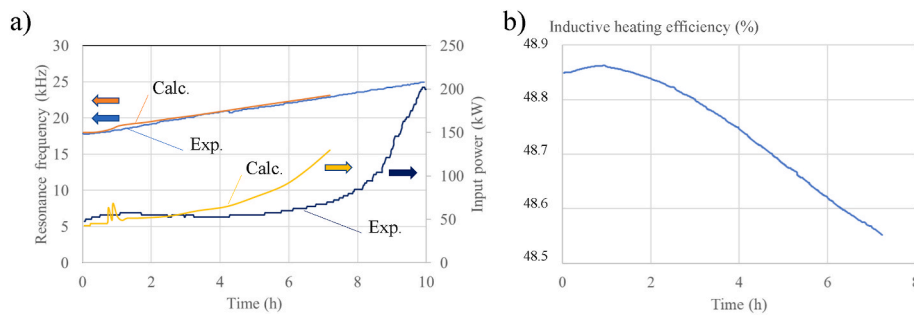 a)
30
25
20
15
10
5
0
Resonance frequency (kHz)
250
200
150
100
50
0
Input power (kW)
Calc.
Exp.
Calc.
Exp.
0 2 4 6 8 10
Time (h)
b)
Inductive heating efficiency (%)
48.9
48.8
48.7
48.6
48.5
0 2 4 6 8
Time (h)